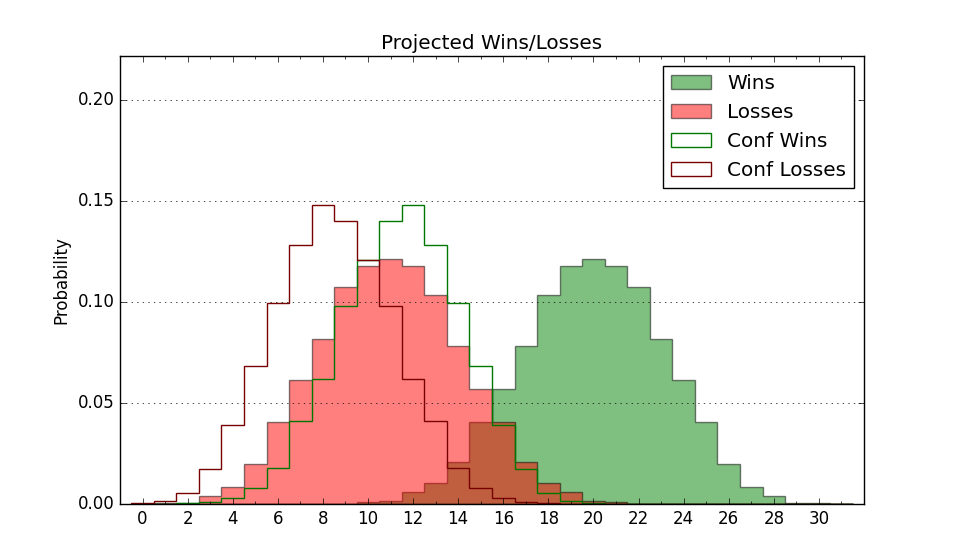 Projected Wins/Losses
Wins
Losses
Conf Wins
Conf Losses
Probability
0.20
0.15
0.10
0.05
0.00
0 2 4 6 8 10 12 14 16 18 20 22 24 26 28 30